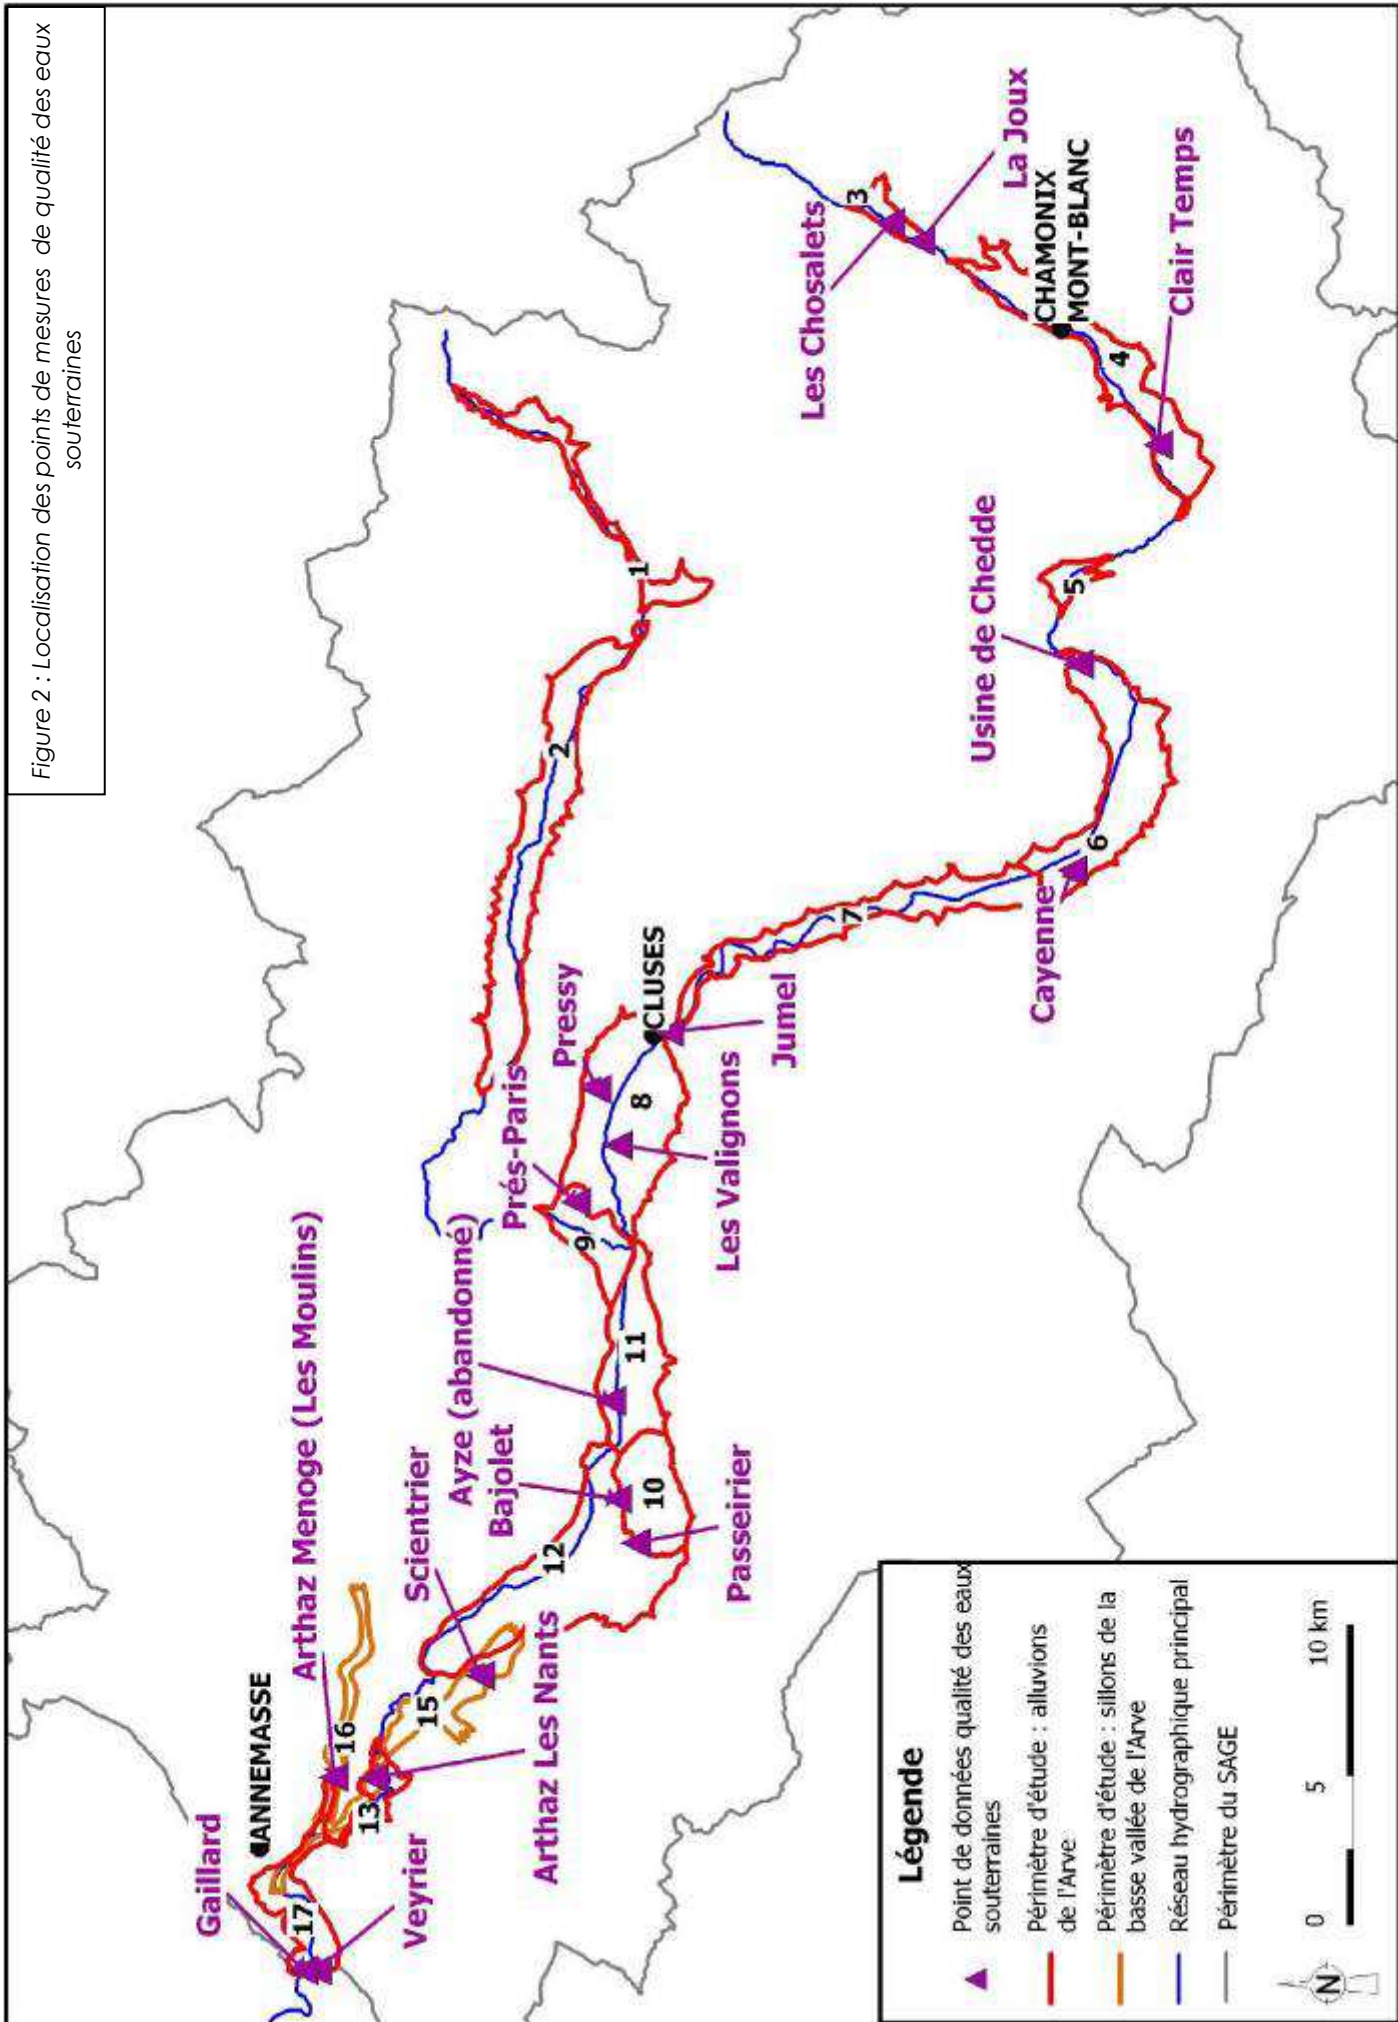 Figure 2 : Localisation des points de mesures de qualité des eaux
souterraines
Gaillard
Veyrier
ANNEMASSE
Arthaz Menoge (Les Moulins)
Arthaz Les Nants
Scientrier
Ayze (abandonné)
Bajolet
Passeirier
Prés-Paris
Pressy
Les Valignons
CLUSES
Jumel
Cayenne
Usine de Chedde
Les Chosalets
La Joux
CHAMONIX
MONT-BLANC
Clair Temps
1
2
3
4
5
6
7
8
9
10
11
12
13
15
16
17
Légende
Point de données qualité des eaux
souterraines
Périmètre d'étude : alluvions
de l'Arve
Périmètre d'étude : sillons de la
basse vallée de l'Arve
Réseau hydrographique principal
Périmètre du SAGE
N
0
5
10 km